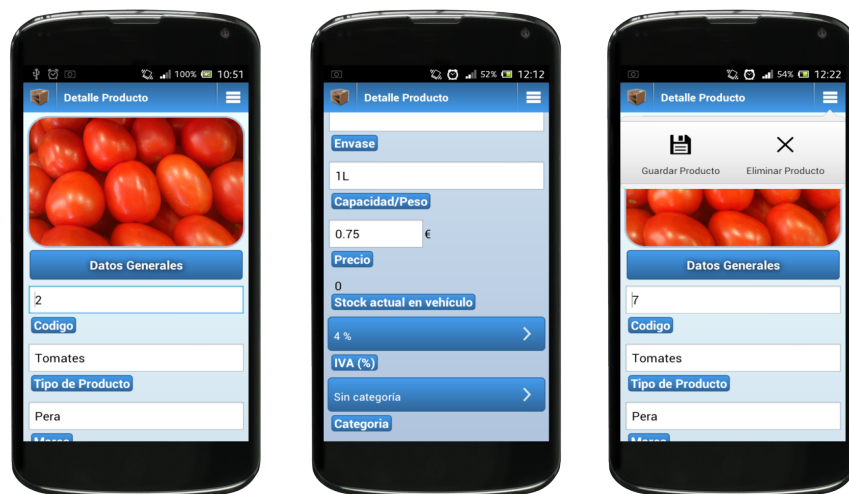 100% 10:51
Detalle Producto
Datos Generales
2
Codigo
Tomates
Tipo de Producto
Pera
Marca
52% 12:12
Detalle Producto
Envase
1L
Capacidad/Peso
0.75 €
Precio
0
Stock actual en vehículo
4 %
IVA (%)
Sin categoría
Categoria
54% 12:22
Detalle Producto
Guardar Producto Eliminar Producto
Datos Generales
7
Codigo
Tomates
Tipo de Producto
Pera
Marca